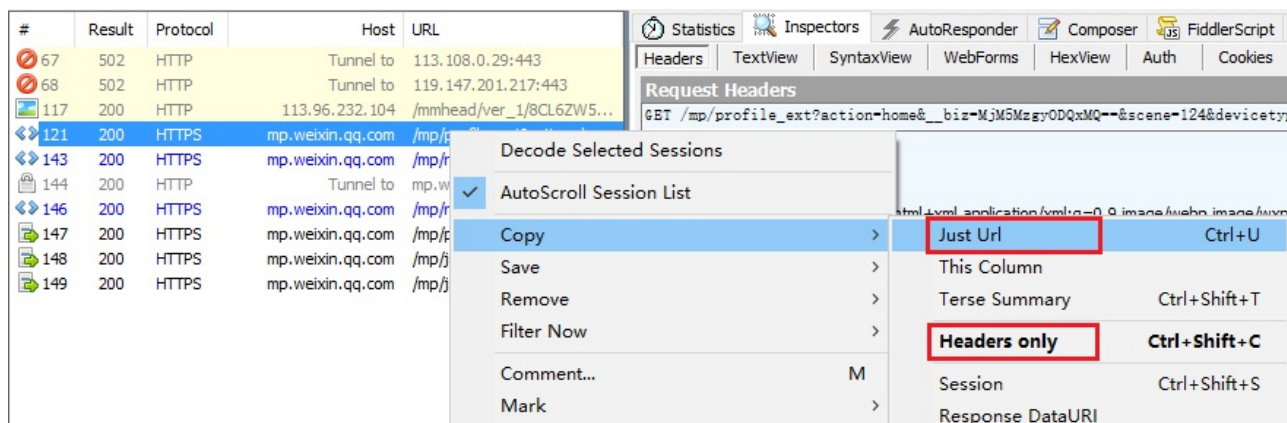 # Result Protocol Host URL
67 502 HTTP Tunnel to 113.108.0.29:443
68 502 HTTP Tunnel to 119.147.201.217:443
117 200 HTTP 113.96.232.104 /mmhead/ver_1/8CL6ZW5...
121 200 HTTPS mp.weixin.qq.com
143 200 HTTPS mp.weixin.qq.com /mp/r
144 200 HTTP Tunnel to mp.w
146 200 HTTPS mp.weixin.qq.com /mp/r
147 200 HTTPS mp.weixin.qq.com /mp/p
148 200 HTTPS mp.weixin.qq.com /mp/j
149 200 HTTPS mp.weixin.qq.com /mp/j
Statistics Inspectors AutoResponder Composer FiddlerScript
Headers TextView SyntaxView WebForms HexView Auth Cookies
Request Headers
GET /mp/profile_ext?action=home&__biz=MjM5MzgyODQxMQ==&scene=124&devicety
Decode Selected Sessions
AutoScroll Session List
Copy
Save
Remove
Filter Now
Comment... M
Mark
Just Url Ctrl+U
This Column
Terse Summary Ctrl+Shift+T
Headers only Ctrl+Shift+C
Session Ctrl+Shift+S
Response DataURI